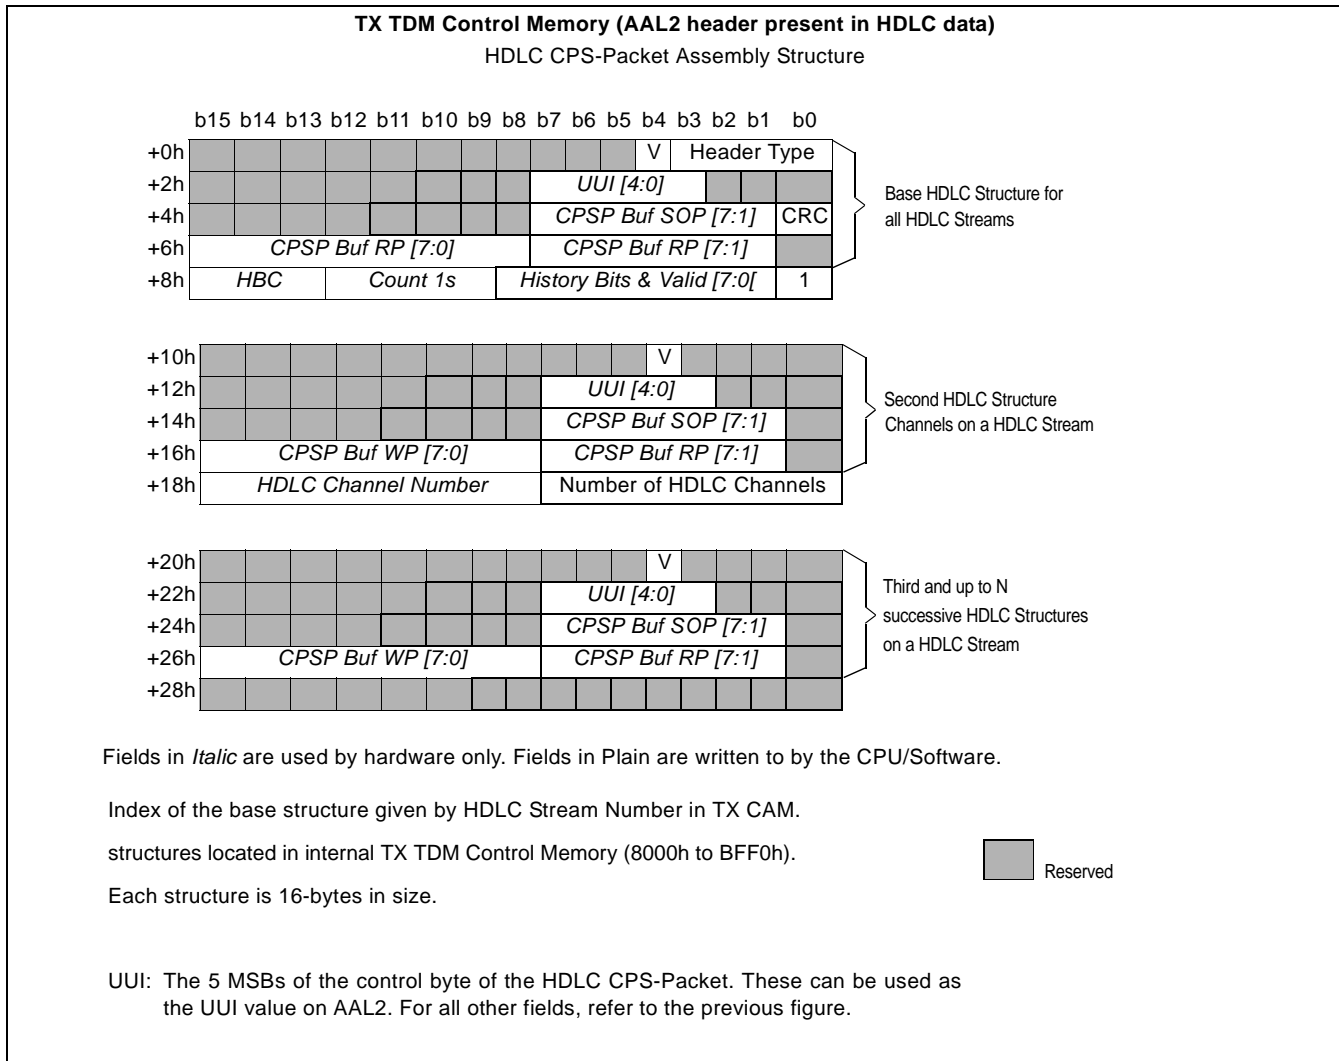 TX TDM Control Memory (AAL2 header present in HDLC data)
HDLC CPS-Packet Assembly Structure
b15 b14 b13 b12 b11 b10 b9 b8 b7 b6 b5 b4 b3 b2 b1 b0
+0h V Header Type
+2h UUI [4:0]
+4h CPSP Buf SOP [7:1] CRC
+6h CPSP Buf RP [7:0] CPSP Buf RP [7:1]
+8h HBC Count 1s History Bits & Valid [7:0[ 1
Base HDLC Structure for
all HDLC Streams
+10h V
+12h UUI [4:0]
+14h CPSP Buf SOP [7:1]
+16h CPSP Buf WP [7:0] CPSP Buf RP [7:1]
+18h HDLC Channel Number Number of HDLC Channels
Second HDLC Structure
Channels on a HDLC Stream
+20h V
+22h UUI [4:0]
+24h CPSP Buf SOP [7:1]
+26h CPSP Buf WP [7:0] CPSP Buf RP [7:1]
+28h
Third and up to N
successive HDLC Structures
on a HDLC Stream
Fields in Italic are used by hardware only. Fields in Plain are written to by the CPU/Software.
Index of the base structure given by HDLC Stream Number in TX CAM.
structures located in internal TX TDM Control Memory (8000h to BFF0h).
Reserved
Each structure is 16-bytes in size.
UUI: The 5 MSBs of the control byte of the HDLC CPS-Packet. These can be used as
the UUI value on AAL2. For all other fields, refer to the previous figure.